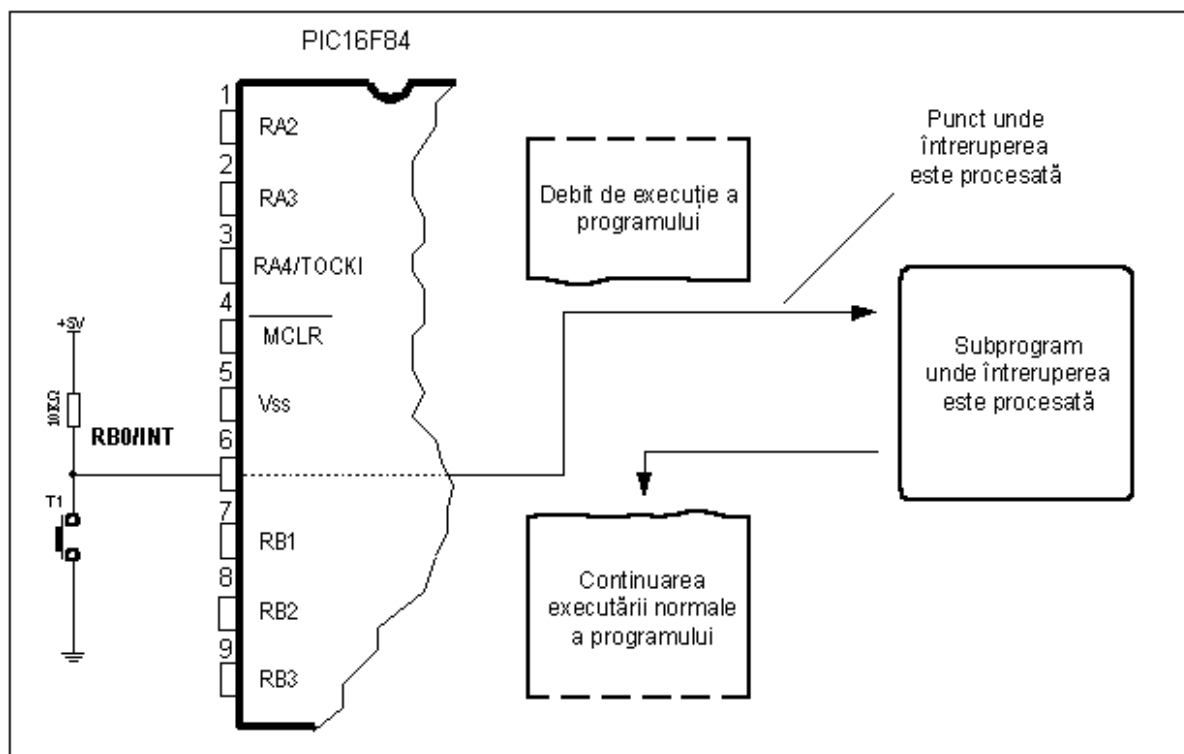 PIC16F84
1
RA2
2
RA3
3
RA4/TOCKI
4
MCLR
5
Vss
6
7
RB1
8
RB2
9
RB3
+5V
10KΩ
RB0/INT
T1
Debit de execuție a
programului
Punct unde
întreruperea
este procesată
Subprogram
unde întreruperea
este procesată
Continuarea
executării normale
a programului